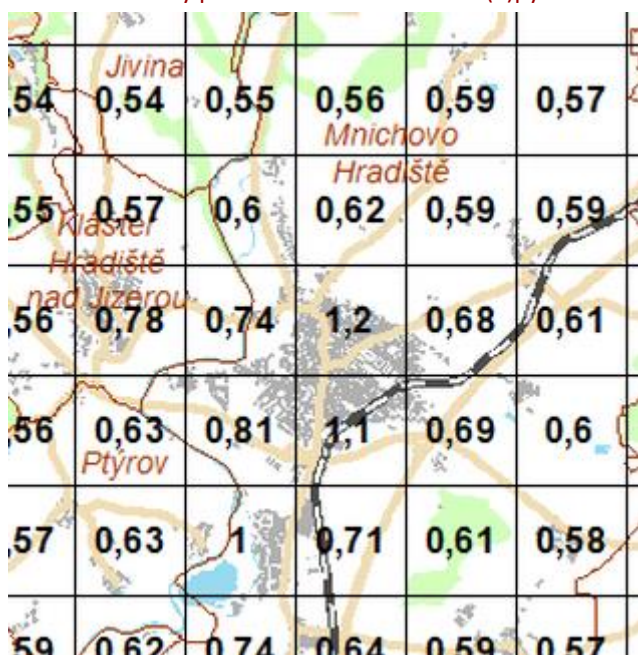 Jivina
,54 0,54 0,55 0,56 0,59 0,57
Mnichovo
Hradiště
,55 0,57 0,6 0,62 0,59 0,59
Klášter
Hradiště
nad Jizerou
,56 0,78 0,74 1,2 0,68 0,61
,56 0,63 0,81 1,1 0,69 0,6
Ptýrov
,57 0,63 1 0,71 0,61 0,58
,59 0,62 0,74 0,64 0,59 0,57